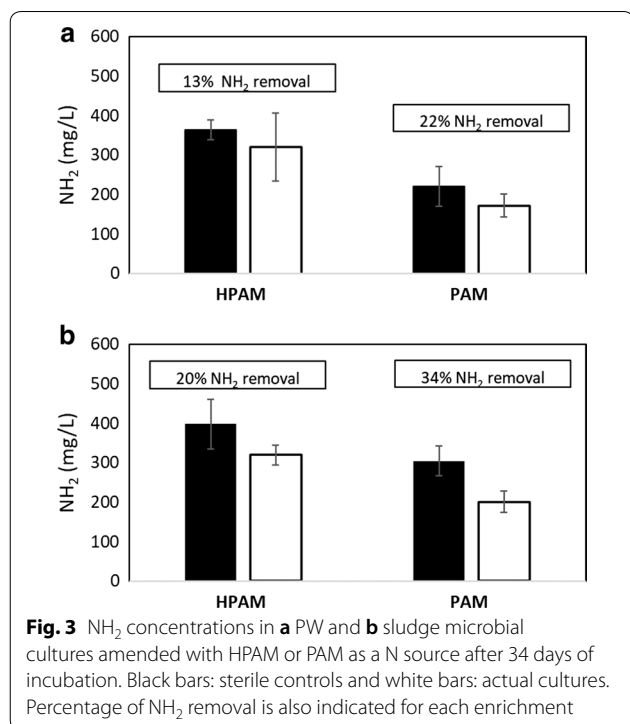 a
600
500
400
300
200
100
0
NH₂ (mg/L)
13% NH₂ removal
22% NH₂ removal
HPAM PAM
b
600
500
400
300
200
100
0
NH₂ (mg/L)
20% NH₂ removal
34% NH₂ removal
HPAM PAM
Fig. 3 NH₂ concentrations in a PW and b sludge microbial
cultures amended with HPAM or PAM as a N source after 34 days of
incubation. Black bars: sterile controls and white bars: actual cultures.
Percentage of NH₂ removal is also indicated for each enrichment